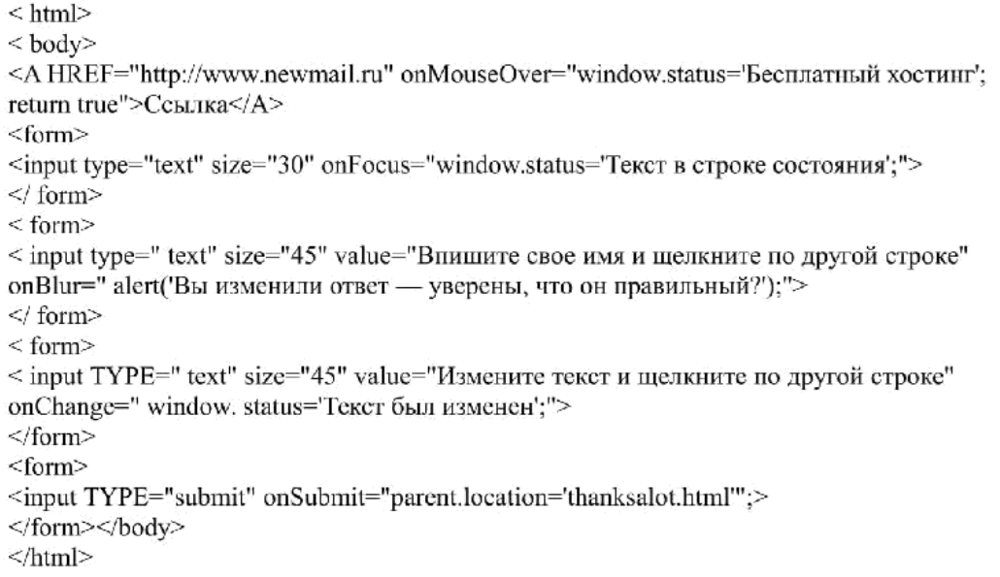 < html>
< body>
<A HREF="http://www.newmail.ru" onMouseOver="window.status='Бесплатный хостинг';
return true">Ссылка</A>
<form>
<input type="text" size="30" onFocus="window.status='Текст в строке состояния';">
</ form>
< form>
< input type=" text" size="45" value="Впишите свое имя и щелкните по другой строке"
onBlur=" alert('Вы изменили ответ — уверены, что он правильный?');">
</ form>
< form>
< input TYPE=" text" size="45" value="Измените текст и щелкните по другой строке"
onChange=" window. status='Текст был изменен';">
</form>
<form>
<input TYPE="submit" onSubmit="parent.location='thanksalot.html'";>
</form></body>
</html>